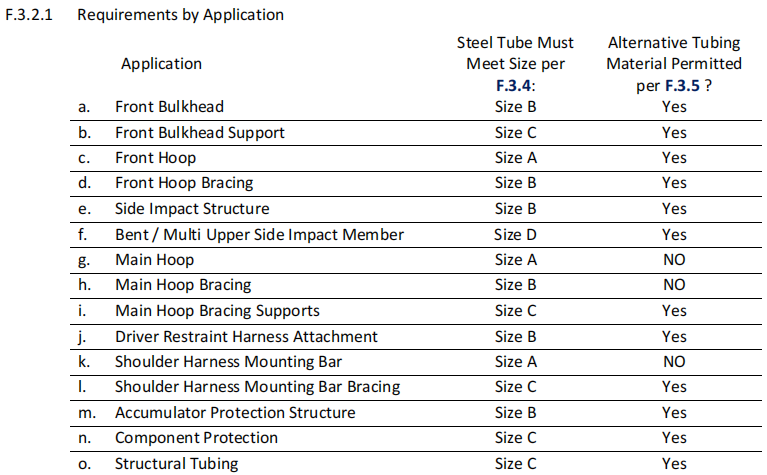 F.3.2.1 Requirements by Application
Steel Tube Must Alternative Tubing
Application Meet Size per Material Permitted
F.3.4: per F.3.5 ?
a. Front Bulkhead Size B Yes
b. Front Bulkhead Support Size C Yes
c. Front Hoop Size A Yes
d. Front Hoop Bracing Size B Yes
e. Side Impact Structure Size B Yes
f. Bent / Multi Upper Side Impact Member Size D Yes
g. Main Hoop Size A NO
h. Main Hoop Bracing Size B NO
i. Main Hoop Bracing Supports Size C Yes
j. Driver Restraint Harness Attachment Size B Yes
k. Shoulder Harness Mounting Bar Size A NO
l. Shoulder Harness Mounting Bar Bracing Size C Yes
m. Accumulator Protection Structure Size B Yes
n. Component Protection Size C Yes
o. Structural Tubing Size C Yes